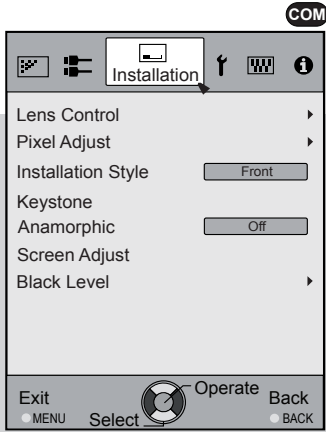 COM
Installation
Lens Control
Pixel Adjust
Installation Style Front
Keystone
Anamorphic Off
Screen Adjust
Black Level
Exit Operate Back
MENU Select BACK